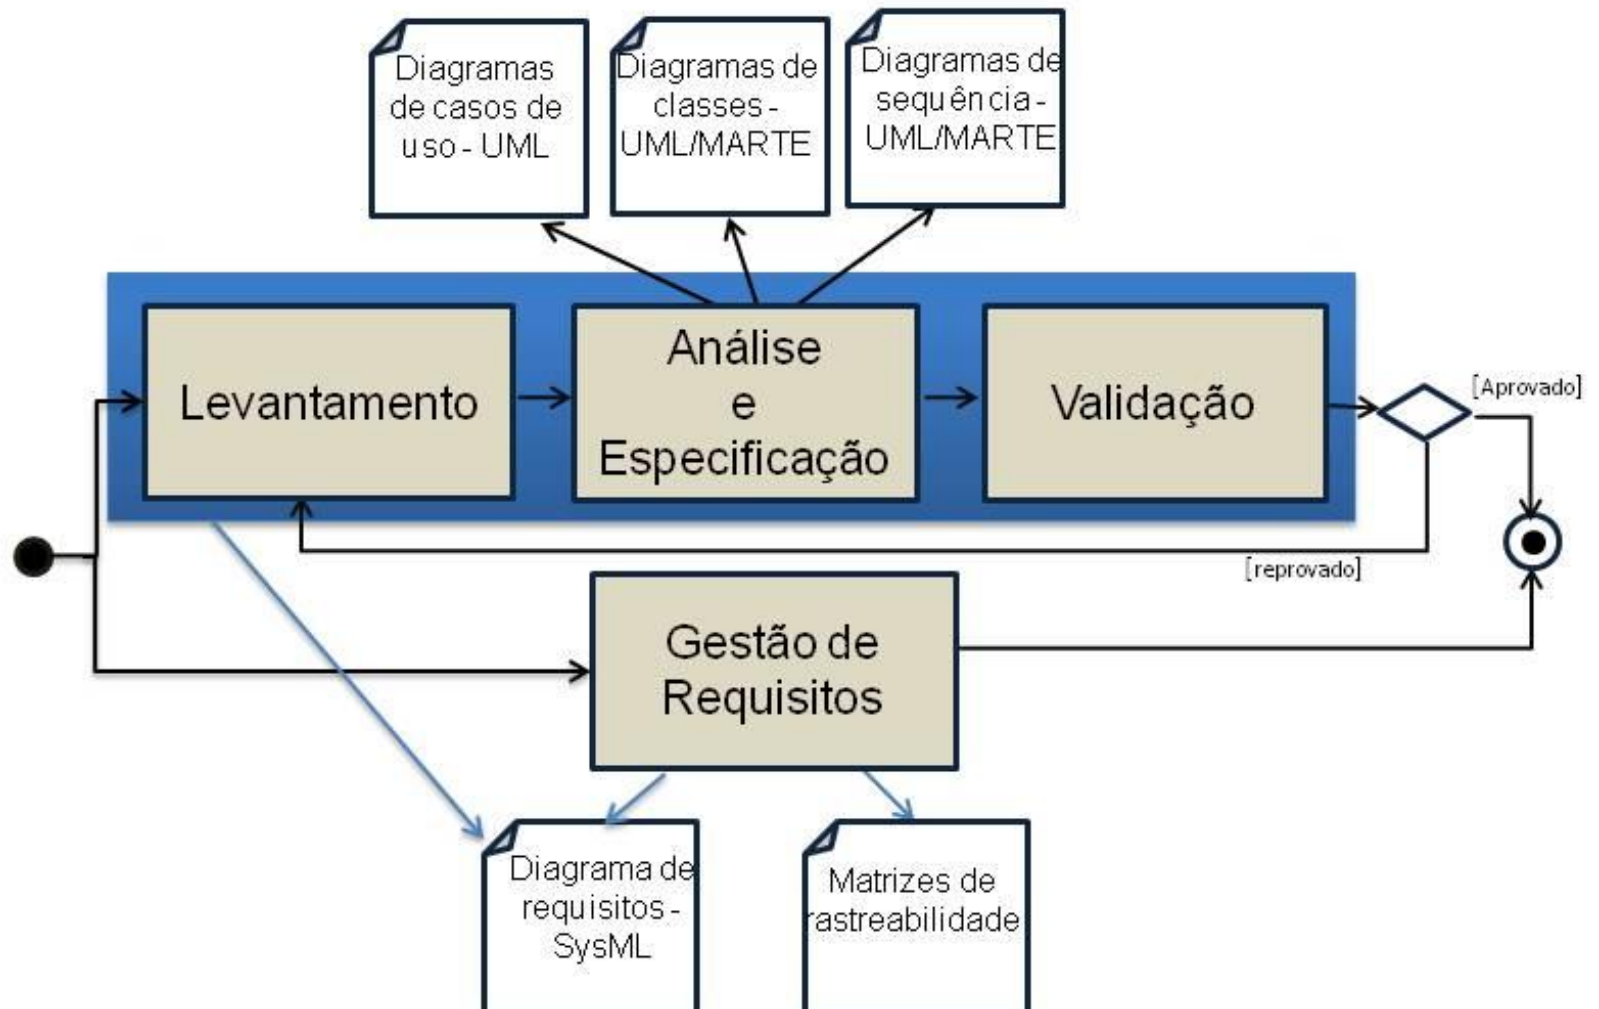 Diagramas
de casos de
uso - UML
Diagramas de
classes -
UML/MARTE
Diagramas de
sequência -
UML/MARTE
Levantamento
Análise
e
Especificação
Validação
[Aprovado]
[reprovado]
Gestão de
Requisitos
Diagrama de
requisitos -
SysML
Matrizes de
rastreabilidade